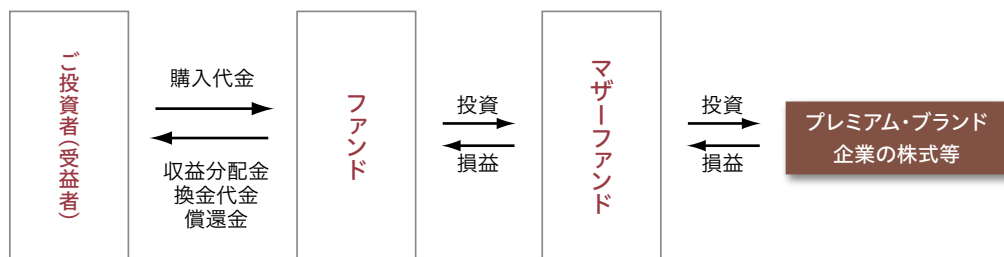 ご投資者(受益者)
購入代金
収益分配金
換金代金
償還金
ファンド
投資
損益
マザーファンド
投資
損益
プレミアム・ブランド
企業の株式等